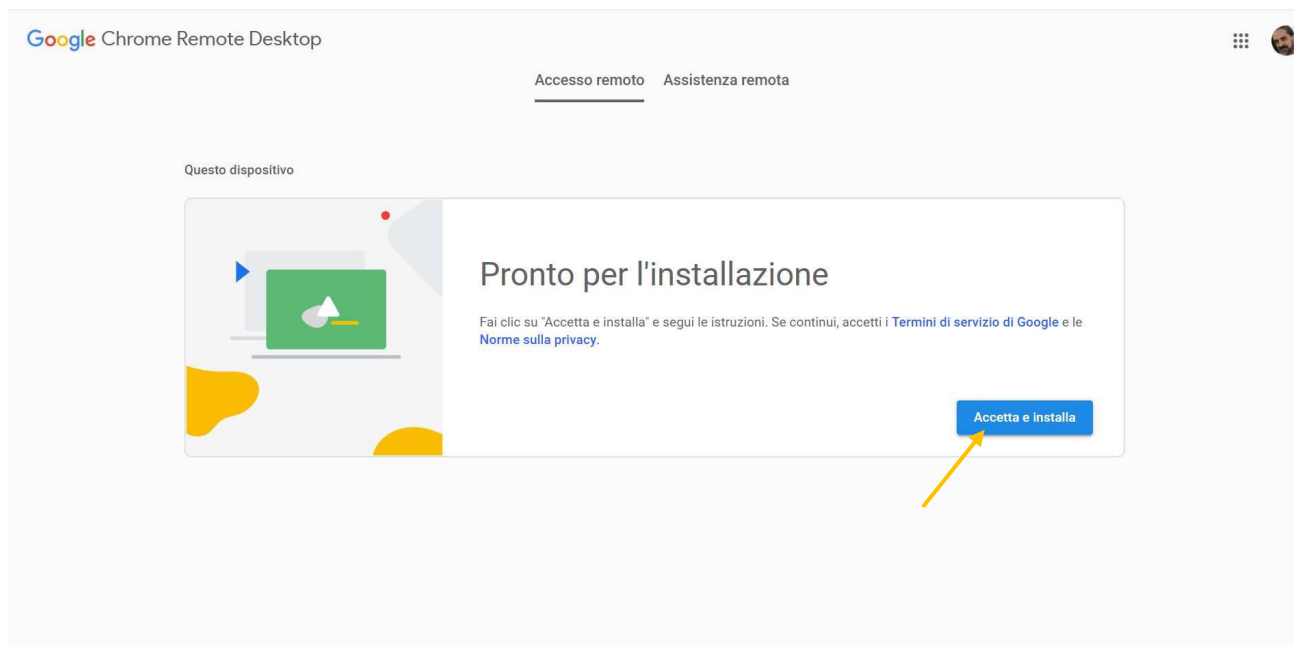 Google Chrome Remote Desktop
Accesso remoto Assistenza remota
Questo dispositivo
Pronto per l'installazione
Fai clic su "Accetta e installa" e segui le istruzioni. Se continui, accetti i Termini di servizio di Google e le
Norme sulla privacy.
Accetta e installa